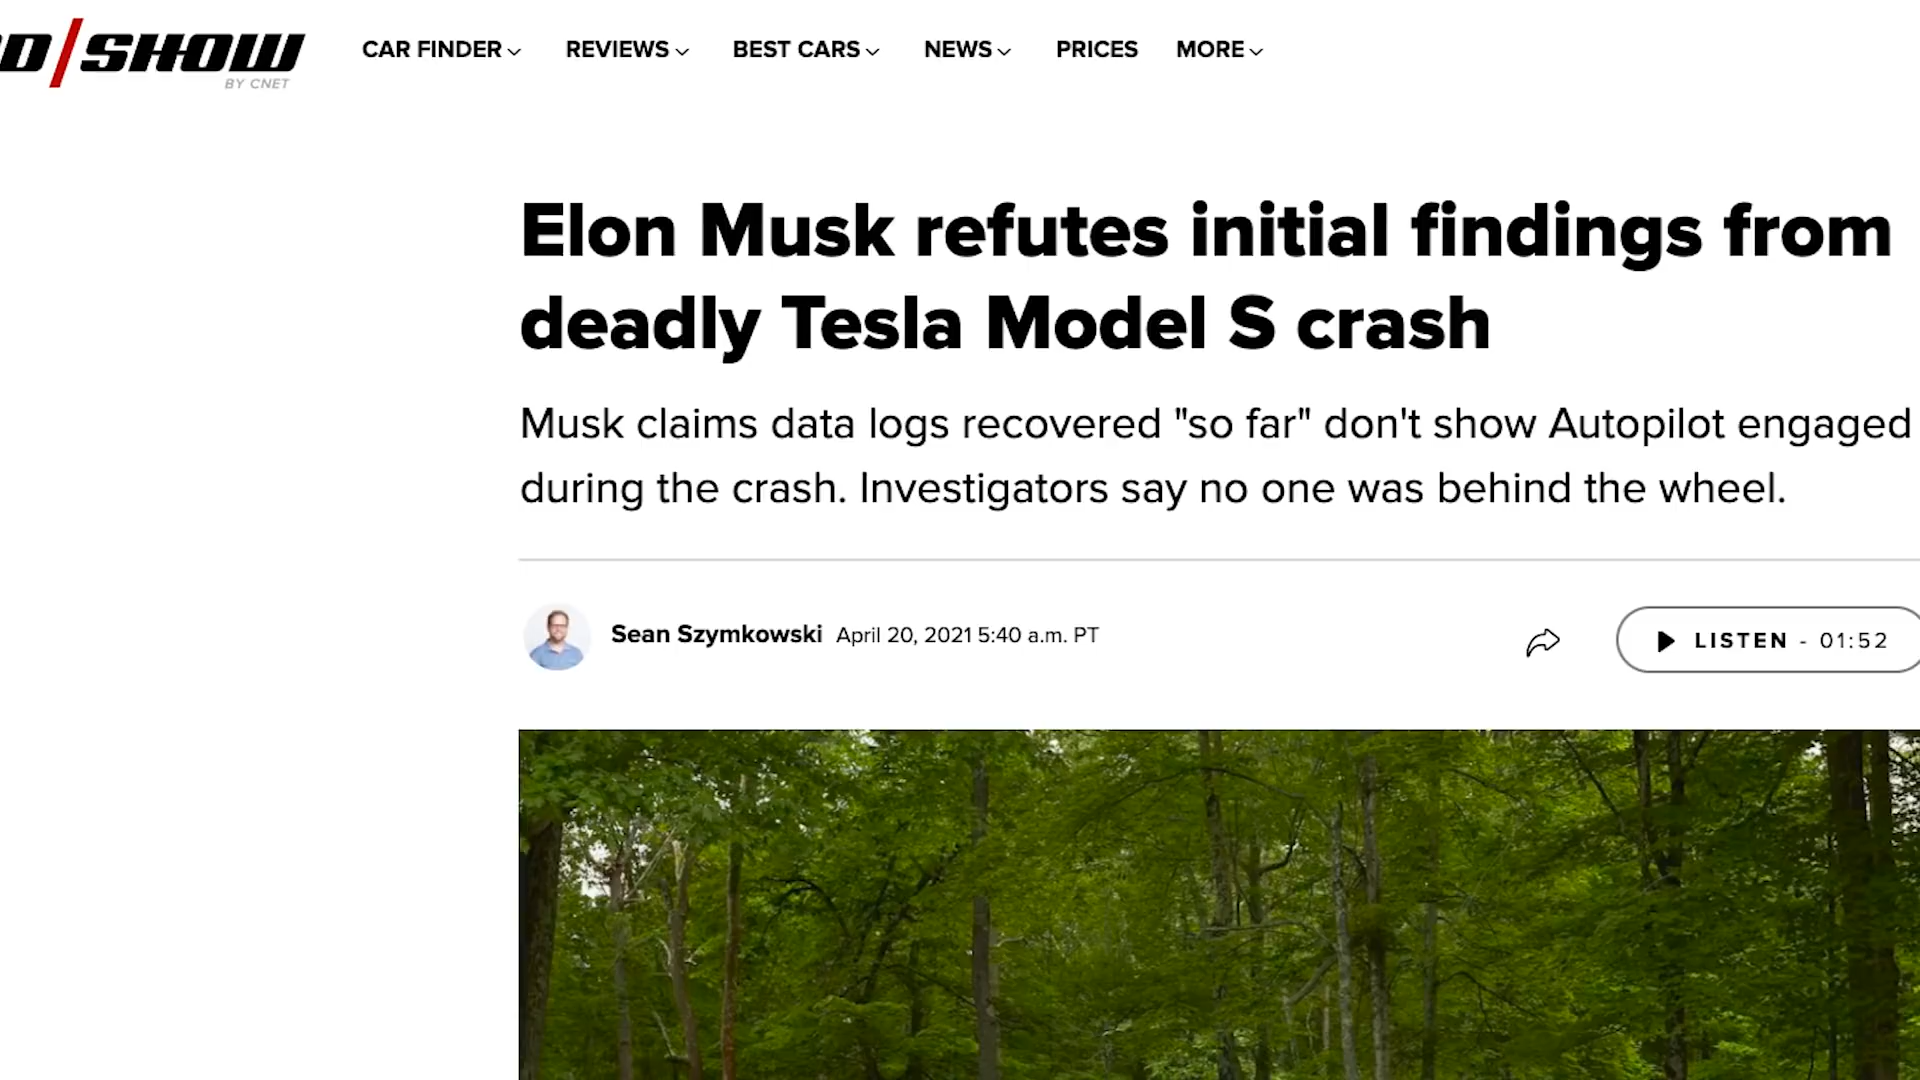 D/SHOW
BY CNET
CAR FINDER REVIEWS BEST CARS NEWS PRICES MORE
Elon Musk refutes initial findings from
deadly Tesla Model S crash
Musk claims data logs recovered "so far" don't show Autopilot engaged
during the crash. Investigators say no one was behind the wheel.
Sean Szymkowski April 20, 2021 5:40 a.m. PT
LISTEN - 01:52